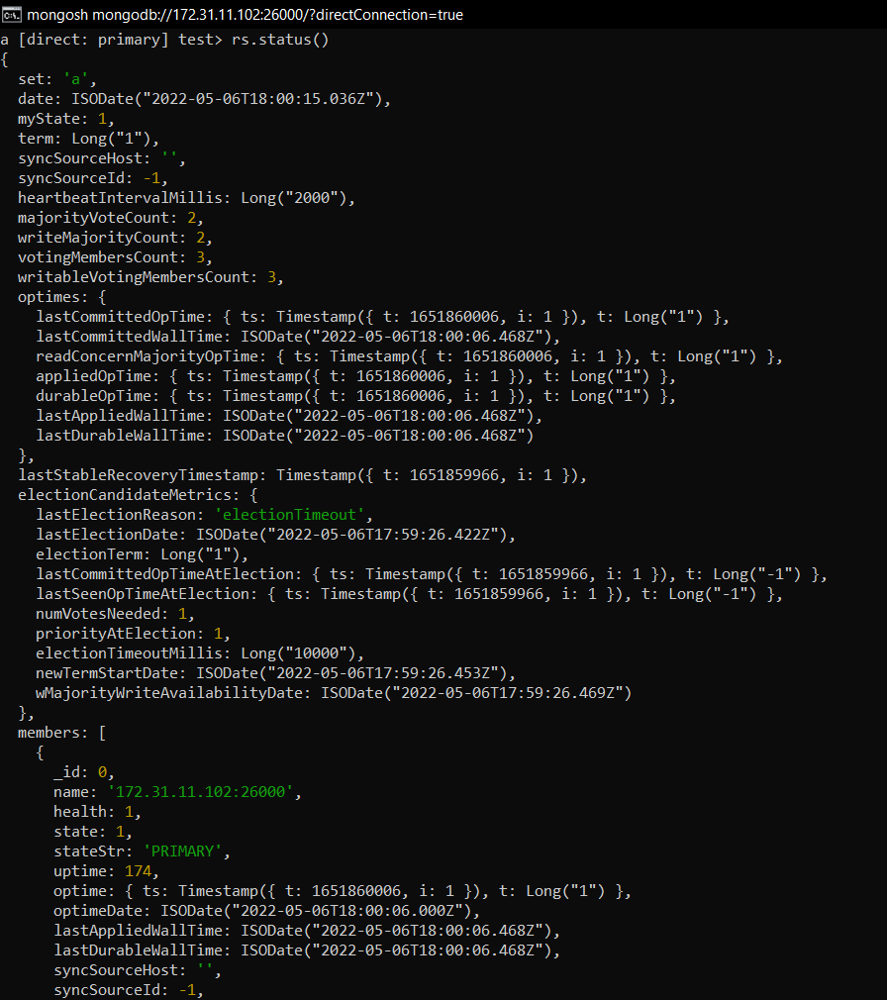 mongosh mongodb://172.31.11.102:26000/?directConnection=true
a [direct: primary] test> rs.status()
{
  set: 'a',
  date: ISODate("2022-05-06T18:00:15.036Z"),
  myState: 1,
  term: Long("1"),
  syncSourceHost: '',
  syncSourceId: -1,
  heartbeatIntervalMillis: Long("2000"),
  majorityVoteCount: 2,
  writeMajorityCount: 2,
  votingMembersCount: 3,
  writableVotingMembersCount: 3,
  optimes: {
    lastCommittedOpTime: { ts: Timestamp({ t: 1651860006, i: 1 }), t: Long("1") },
    lastCommittedWallTime: ISODate("2022-05-06T18:00:06.468Z"),
    readConcernMajorityOpTime: { ts: Timestamp({ t: 1651860006, i: 1 }), t: Long("1") },
    appliedOpTime: { ts: Timestamp({ t: 1651860006, i: 1 }), t: Long("1") },
    durableOpTime: { ts: Timestamp({ t: 1651860006, i: 1 }), t: Long("1") },
    lastAppliedWallTime: ISODate("2022-05-06T18:00:06.468Z"),
    lastDurableWallTime: ISODate("2022-05-06T18:00:06.468Z")
  },
  lastStableRecoveryTimestamp: Timestamp({ t: 1651859966, i: 1 }),
  electionCandidateMetrics: {
    lastElectionReason: 'electionTimeout',
    lastElectionDate: ISODate("2022-05-06T17:59:26.422Z"),
    electionTerm: Long("1"),
    lastCommittedOpTimeAtElection: { ts: Timestamp({ t: 1651859966, i: 1 }), t: Long("-1") },
    lastSeenOpTimeAtElection: { ts: Timestamp({ t: 1651859966, i: 1 }), t: Long("-1") },
    numVotesNeeded: 1,
    priorityAtElection: 1,
    electionTimeoutMillis: Long("10000"),
    newTermStartDate: ISODate("2022-05-06T17:59:26.453Z"),
    wMajorityWriteAvailabilityDate: ISODate("2022-05-06T17:59:26.469Z")
  },
  members: [
    {
      _id: 0,
      name: '172.31.11.102:26000',
      health: 1,
      state: 1,
      stateStr: 'PRIMARY',
      uptime: 174,
      optime: { ts: Timestamp({ t: 1651860006, i: 1 }), t: Long("1") },
      optimeDate: ISODate("2022-05-06T18:00:06.000Z"),
      lastAppliedWallTime: ISODate("2022-05-06T18:00:06.468Z"),
      lastDurableWallTime: ISODate("2022-05-06T18:00:06.468Z"),
      syncSourceHost: '',
      syncSourceId: -1,